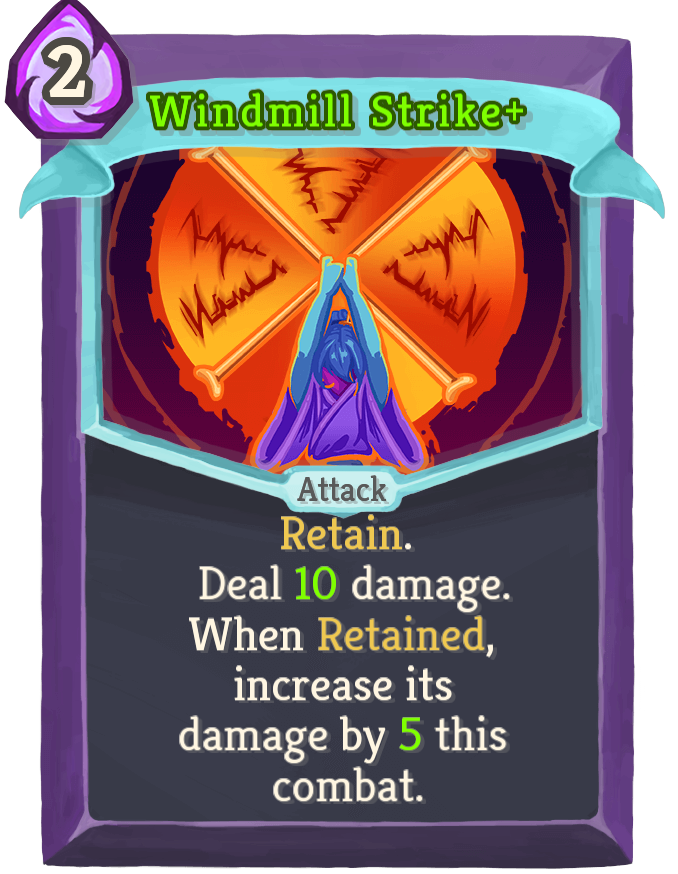 2
Windmill Strike+
Attack
Retain.
Deal 10 damage.
When Retained,
increase its
damage by 5 this
combat.